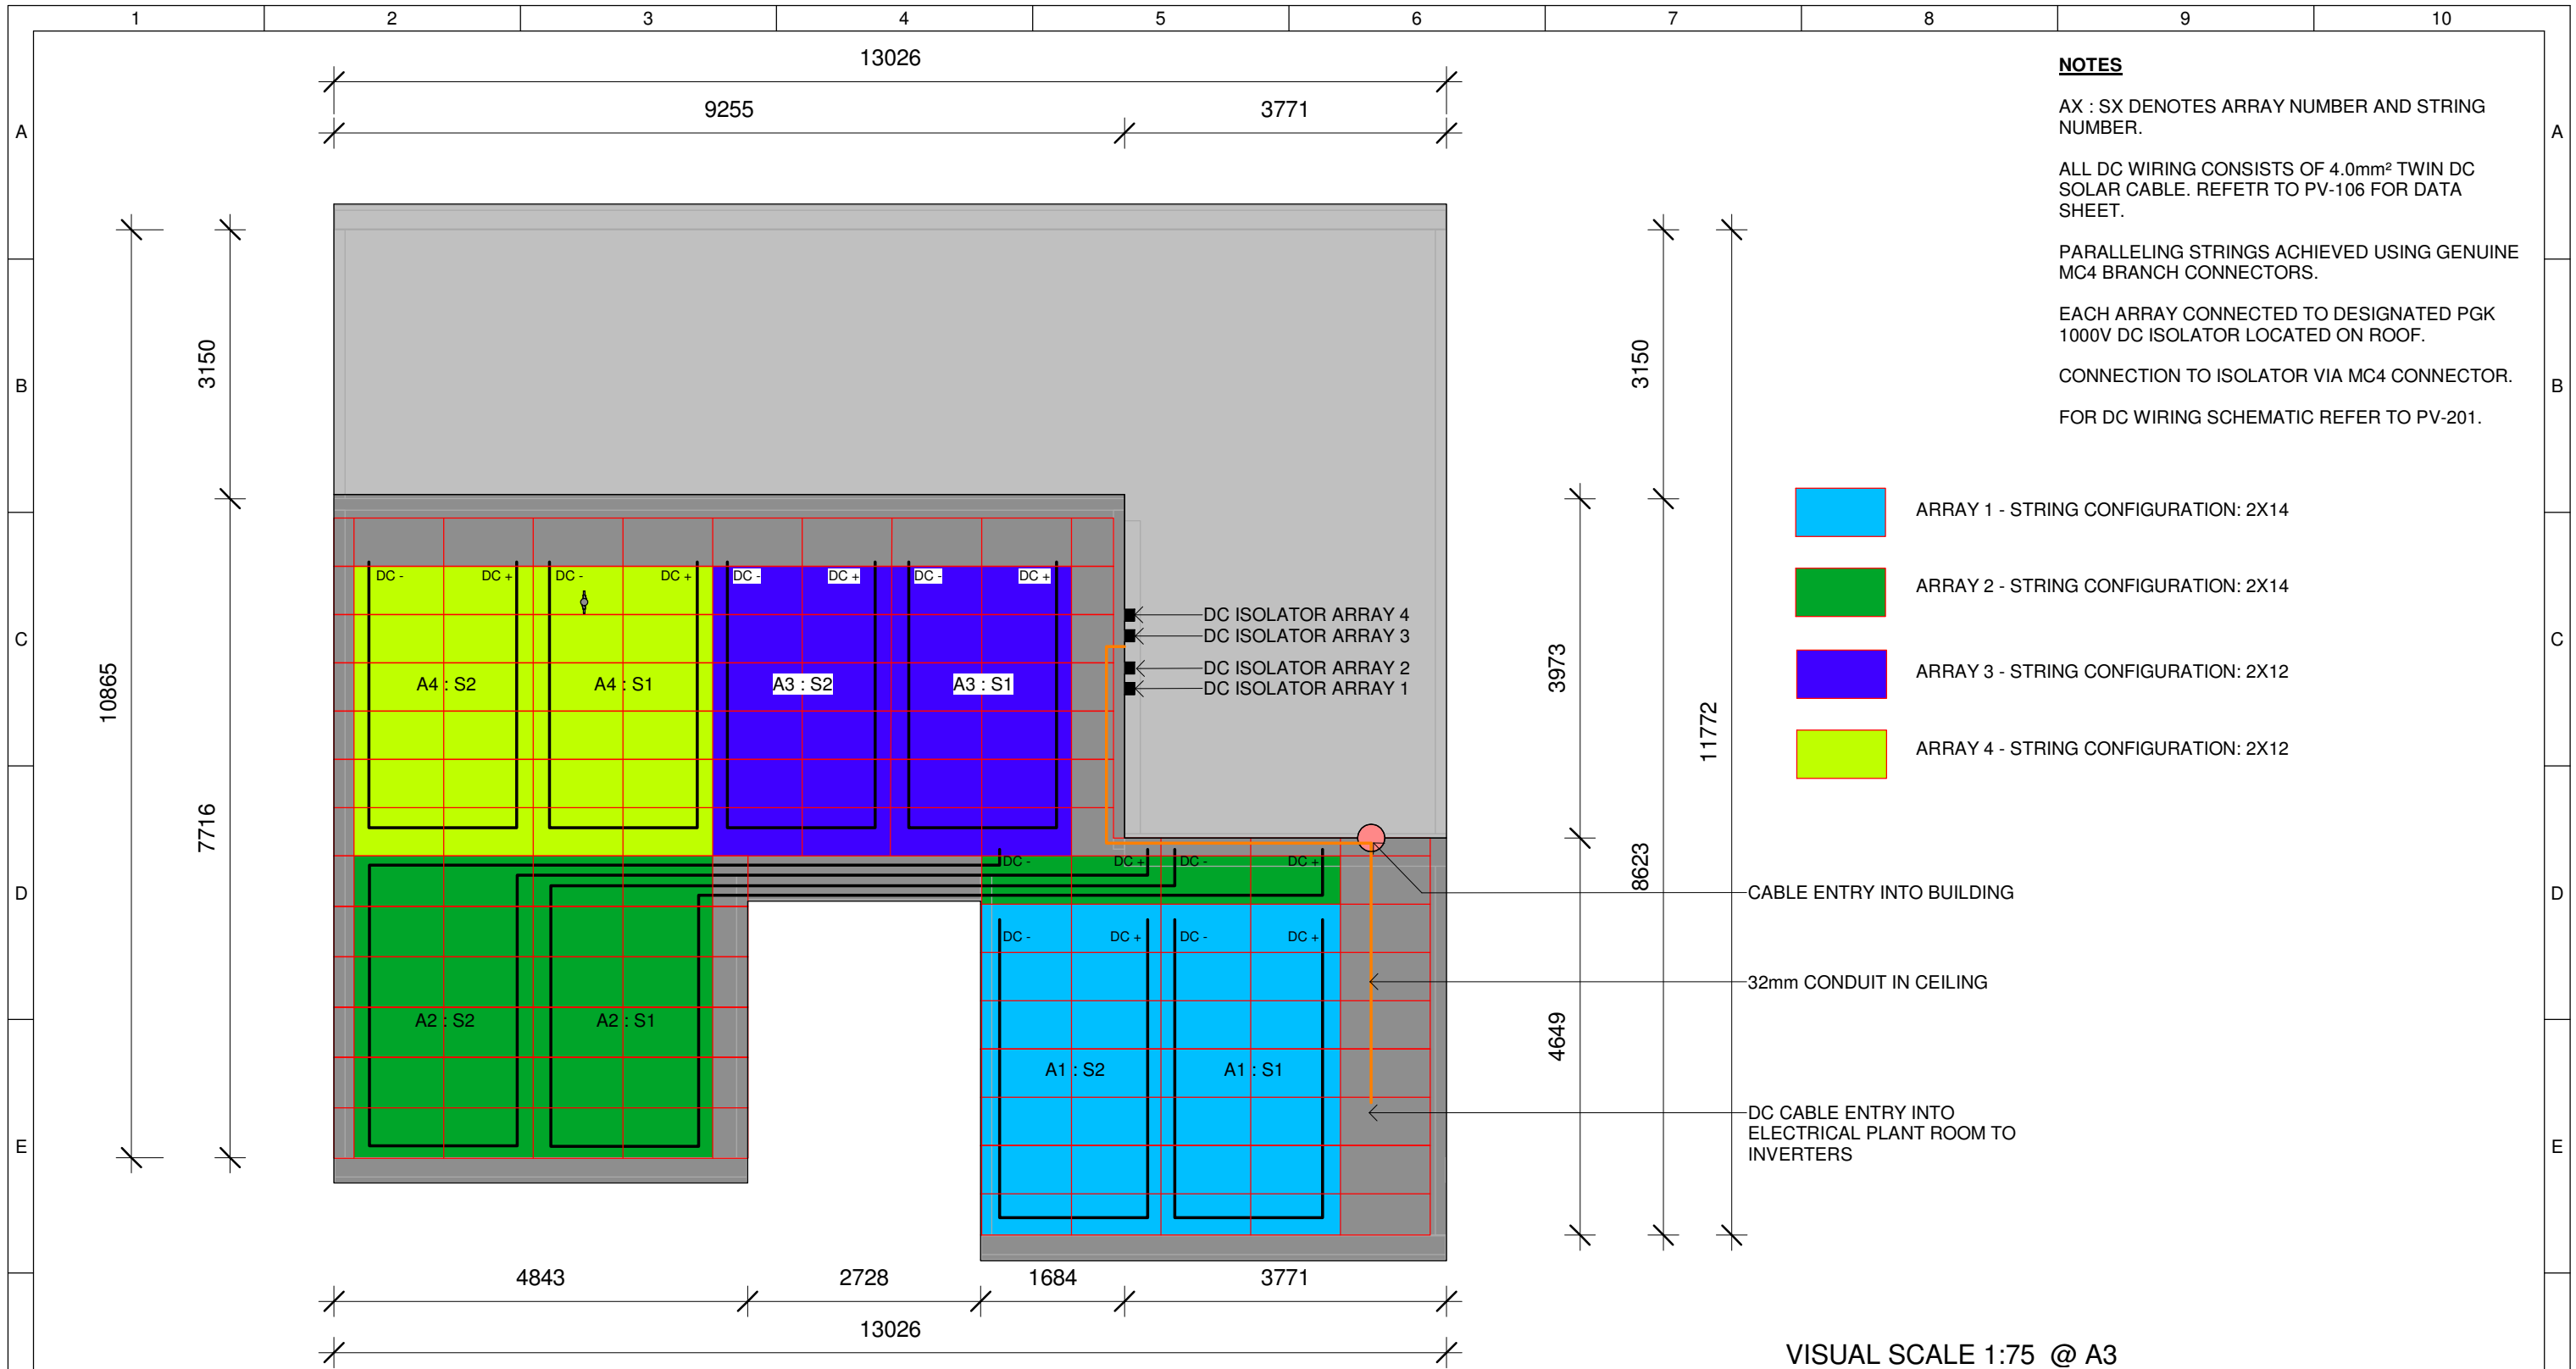 1 2 3 4 5 6 7 8 9 10
13026
9255 3771
A A
B B
C C
D D
E E
NOTES
AX : SX DENOTES ARRAY NUMBER AND STRING
NUMBER.
ALL DC WIRING CONSISTS OF 4.0mm² TWIN DC
SOLAR CABLE. REFETR TO PV-106 FOR DATA
SHEET.
PARALLELING STRINGS ACHIEVED USING GENUINE
MC4 BRANCH CONNECTORS.
EACH ARRAY CONNECTED TO DESIGNATED PGK
1000V DC ISOLATOR LOCATED ON ROOF.
CONNECTION TO ISOLATOR VIA MC4 CONNECTOR.
FOR DC WIRING SCHEMATIC REFER TO PV-201.
ARRAY 1 - STRING CONFIGURATION: 2X14
ARRAY 2 - STRING CONFIGURATION: 2X14
ARRAY 3 - STRING CONFIGURATION: 2X12
ARRAY 4 - STRING CONFIGURATION: 2X12
10865
3150
7716
3150
3973
11772
8623
4649
DC - DC + DC - DC + DC - DC + DC - DC +
DC ISOLATOR ARRAY 4
DC ISOLATOR ARRAY 3
DC ISOLATOR ARRAY 2
DC ISOLATOR ARRAY 1
A4 : S2 A4 : S1 A3 : S2 A3 : S1
DC - DC + DC - DC +
CABLE ENTRY INTO BUILDING
DC - DC + DC - DC +
32mm CONDUIT IN CEILING
A2 : S2 A2 : S1
A1 : S2 A1 : S1
DC CABLE ENTRY INTO
ELECTRICAL PLANT ROOM TO
INVERTERS
4843 2728 1684 3771
13026
VISUAL SCALE 1:75 @ A3